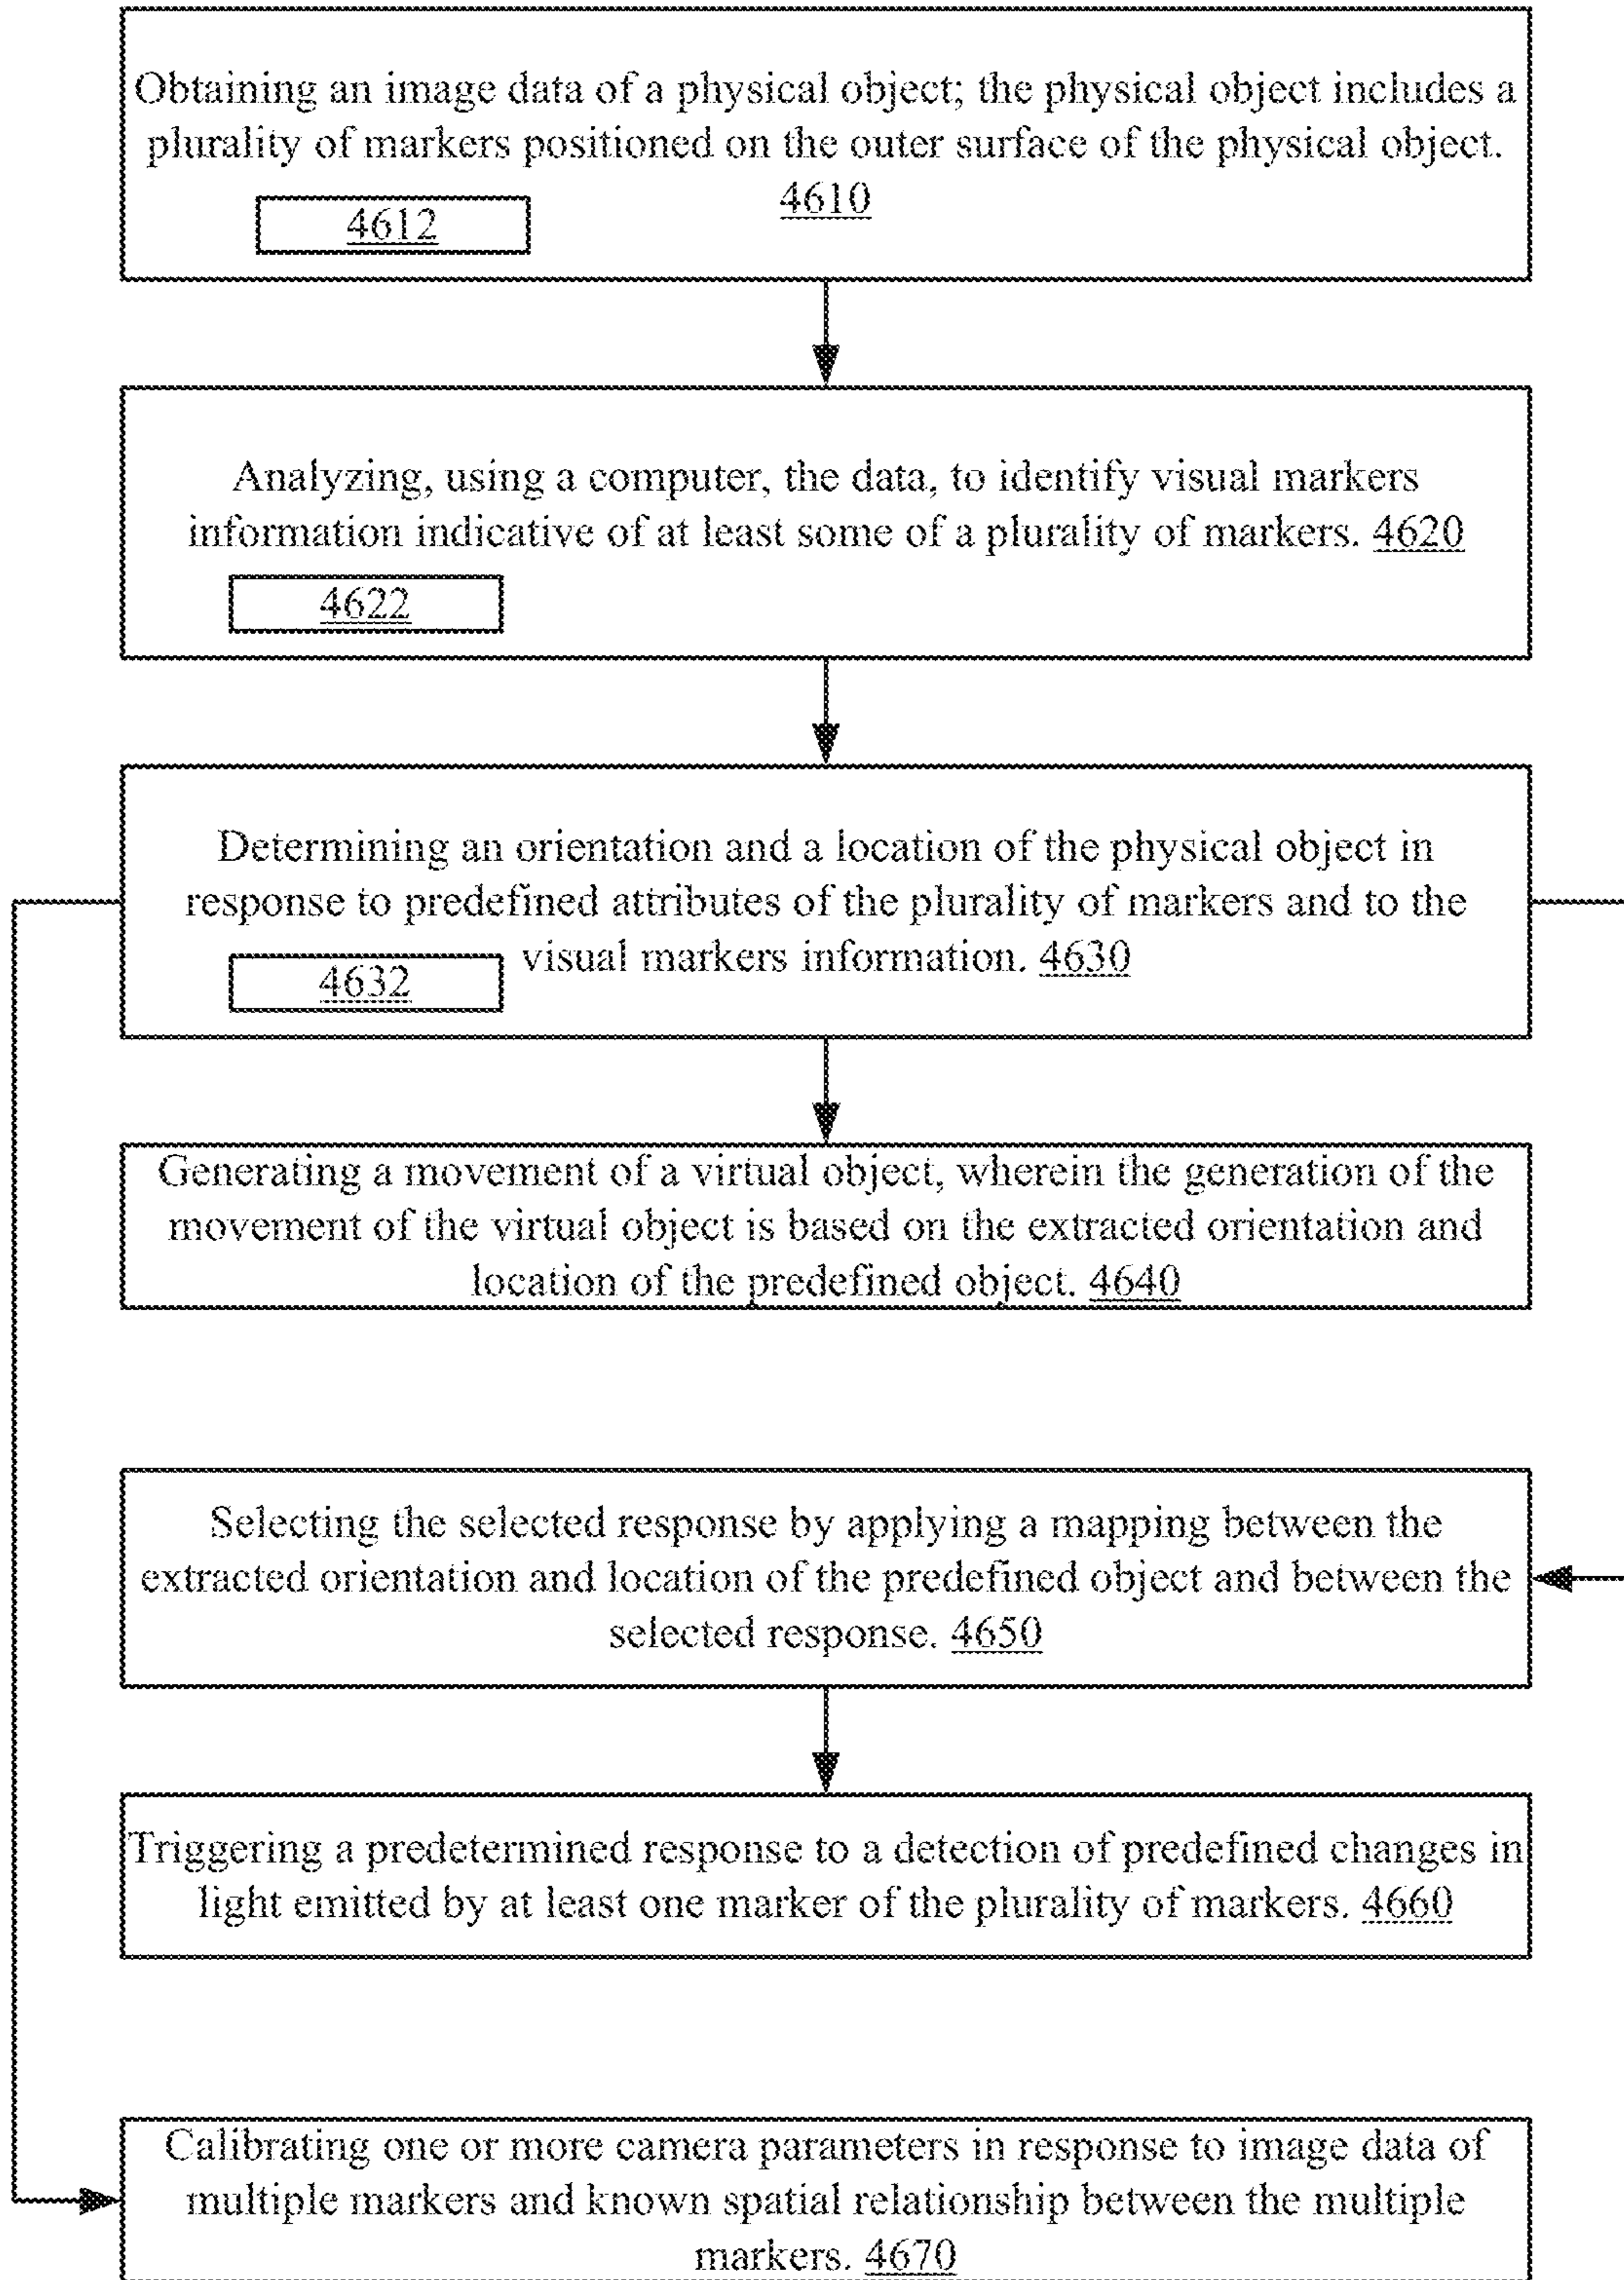 Obtaining an image data of a physical object; the physical object includes a
plurality of markers positioned on the outer surface of the physical object.
4610
4612
Analyzing, using a computer, the data, to identify visual markers
information indicative of at least some of a plurality of markers. 4620
4622
Determining an orientation and a location of the physical object in
response to predefined attributes of the plurality of markers and to the
visual markers information. 4630
4632
Generating a movement of a virtual object, wherein the generation of the
movement of the virtual object is based on the extracted orientation and
location of the predefined object. 4640
Selecting the selected response by applying a mapping between the
extracted orientation and location of the predefined object and between the
selected response. 4650
Triggering a predetermined response to a detection of predefined changes in
light emitted by at least one marker of the plurality of markers. 4660
Calibrating one or more camera parameters in response to image data of
multiple markers and known spatial relationship between the multiple
markers. 4670